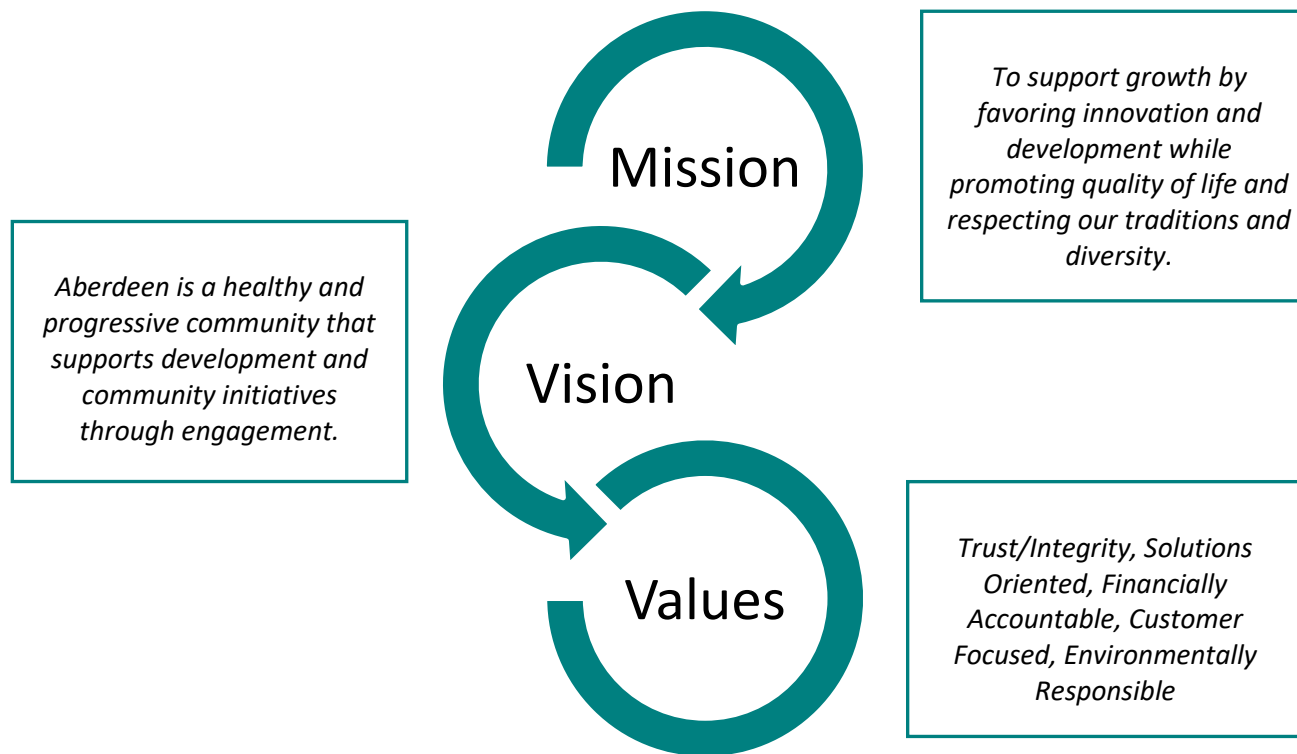 Mission
To support growth by
favoring innovation and
development while
promoting quality of life and
respecting our traditions and
diversity.
Vision
Aberdeen is a healthy and
progressive community that
supports development and
community initiatives
through engagement.
Values
Trust/Integrity, Solutions
Oriented, Financially
Accountable, Customer
Focused, Environmentally
Responsible